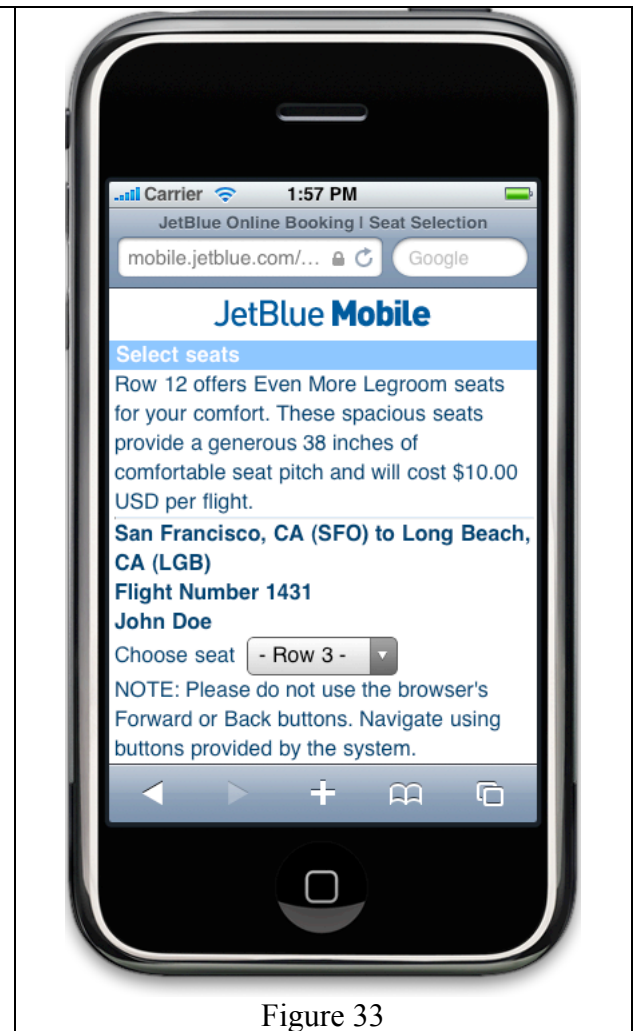 Carrier 1:57 PM
JetBlue Online Booking | Seat Selection
mobile.jetblue.com/... Google
JetBlue Mobile
Select seats
Row 12 offers Even More Legroom seats
for your comfort. These spacious seats
provide a generous 38 inches of
comfortable seat pitch and will cost $10.00
USD per flight.
San Francisco, CA (SFO) to Long Beach,
CA (LGB)
Flight Number 1431
John Doe
Choose seat - Row 3 -
NOTE: Please do not use the browser's
Forward or Back buttons. Navigate using
buttons provided by the system.
Figure 33